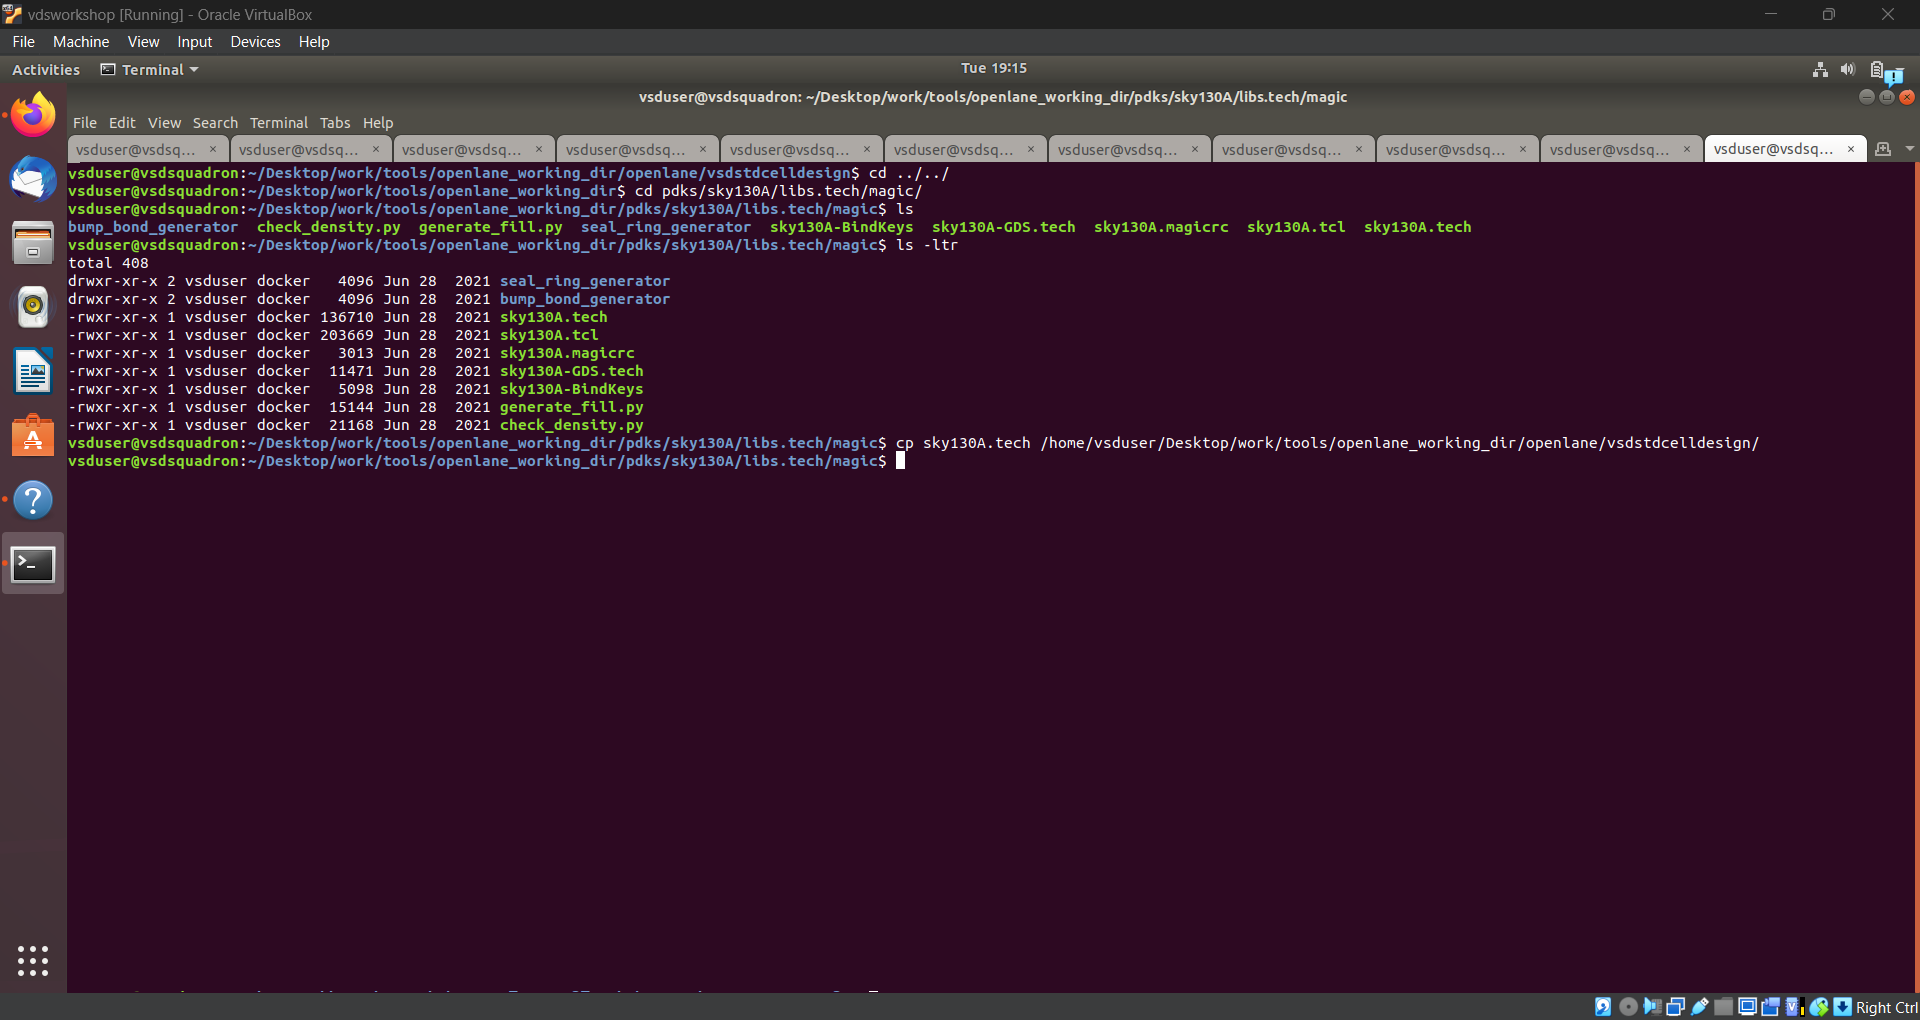 vdsworkshop [Running] - Oracle VirtualBox
File Machine View Input Devices Help
Activities Terminal Tue 19:15
vsduser@vsdsquadron: ~/Desktop/work/tools/openlane_working_dir/pdks/sky130A/libs.tech/magic
File Edit View Search Terminal Tabs Help
vsduser@vsdsq... × vsduser@vsdsq... × vsduser@vsdsq... × vsduser@vsdsq... × vsduser@vsdsq... × vsduser@vsdsq... × vsduser@vsdsq... × vsduser@vsdsq... × vsduser@vsdsq... × vsduser@vsdsq... × vsduser@vsdsq... ×
vsduser@vsdsquadron:~/Desktop/work/tools/openlane_working_dir/openlane/vsdstdcelldesign$ cd ../../
vsduser@vsdsquadron:~/Desktop/work/tools/openlane_working_dir$ cd pdks/sky130A/libs.tech/magic/
vsduser@vsdsquadron:~/Desktop/work/tools/openlane_working_dir/pdks/sky130A/libs.tech/magic$ ls
bump_bond_generator check_density.py generate_fill.py seal_ring_generator sky130A-BindKeys sky130A-GDS.tech sky130A.magicrc sky130A.tcl sky130A.tech
vsduser@vsdsquadron:~/Desktop/work/tools/openlane_working_dir/pdks/sky130A/libs.tech/magic$ ls -ltr
total 408
drwxr-xr-x 2 vsduser docker 4096 Jun 28 2021 seal_ring_generator
drwxr-xr-x 2 vsduser docker 4096 Jun 28 2021 bump_bond_generator
-rwxr-xr-x 1 vsduser docker 136710 Jun 28 2021 sky130A.tech
-rwxr-xr-x 1 vsduser docker 203669 Jun 28 2021 sky130A.tcl
-rwxr-xr-x 1 vsduser docker 3013 Jun 28 2021 sky130A.magicrc
-rwxr-xr-x 1 vsduser docker 11471 Jun 28 2021 sky130A-GDS.tech
-rwxr-xr-x 1 vsduser docker 5098 Jun 28 2021 sky130A-BindKeys
-rwxr-xr-x 1 vsduser docker 15144 Jun 28 2021 generate_fill.py
-rwxr-xr-x 1 vsduser docker 21168 Jun 28 2021 check_density.py
vsduser@vsdsquadron:~/Desktop/work/tools/openlane_working_dir/pdks/sky130A/libs.tech/magic$ cp sky130A.tech /home/vsduser/Desktop/work/tools/openlane_working_dir/openlane/vsdstdcelldesign/
vsduser@vsdsquadron:~/Desktop/work/tools/openlane_working_dir/pdks/sky130A/libs.tech/magic$
Right Ctrl